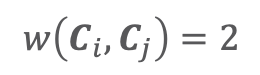 w(C_i, C_j) = 2